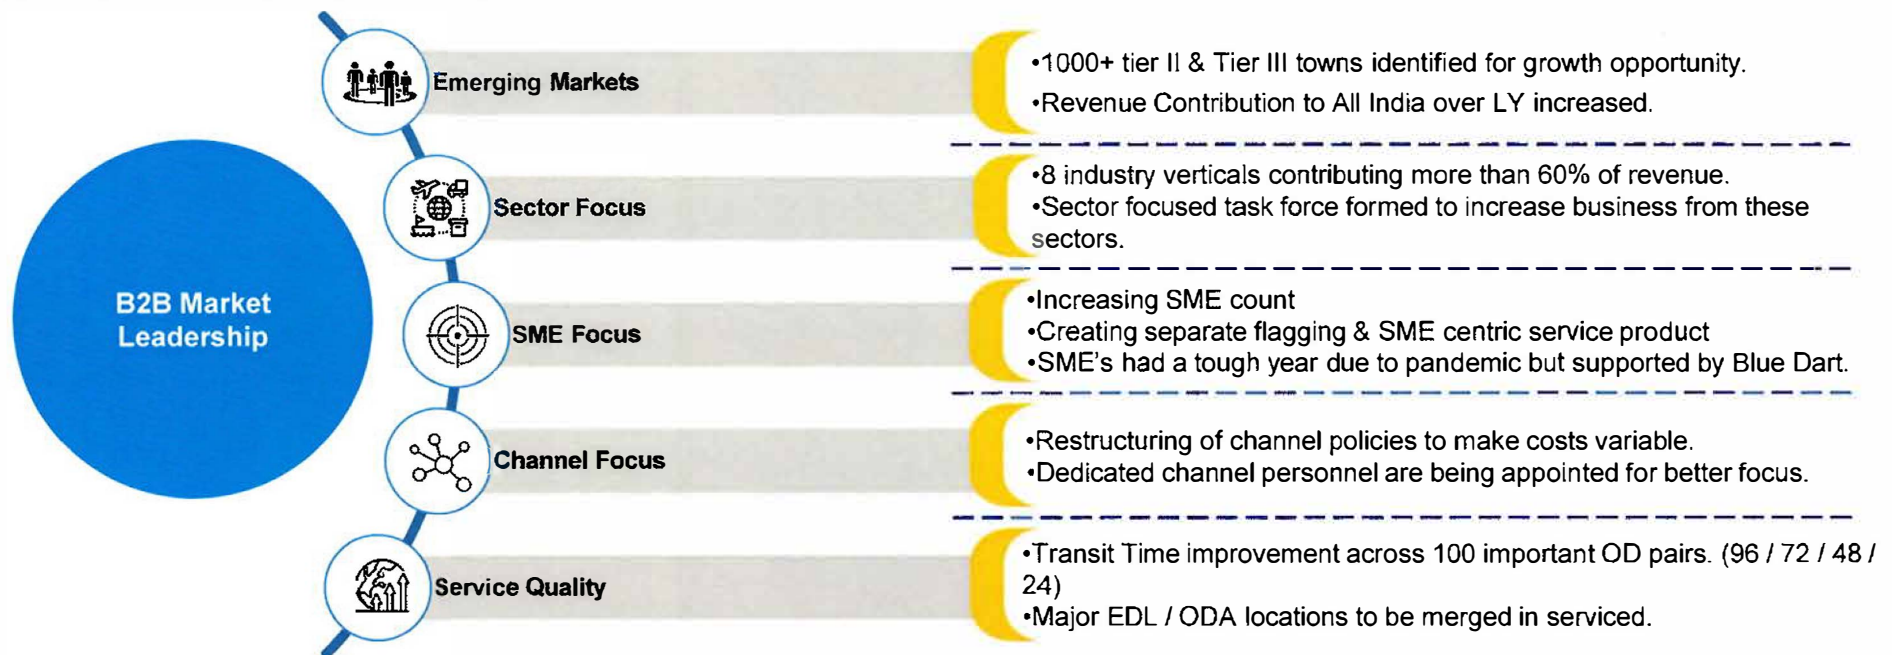 B2B Market
Leadership
Emerging Markets
•1000+ tier II & Tier III towns identified for growth opportunity.
•Revenue Contribution to All India over LY increased.
Sector Focus
•8 industry verticals contributing more than 60% of revenue.
•Sector focused task force formed to increase business from these
sectors.
SME Focus
•Increasing SME count
•Creating separate flagging & SME centric service product
•SME's had a tough year due to pandemic but supported by Blue Dart.
Channel Focus
•Restructuring of channel policies to make costs variable.
•Dedicated channel personnel are being appointed for better focus.
Service Quality
•Transit Time improvement across 100 important OD pairs. (96 / 72 / 48 /
24)
•Major EDL / ODA locations to be merged in serviced.